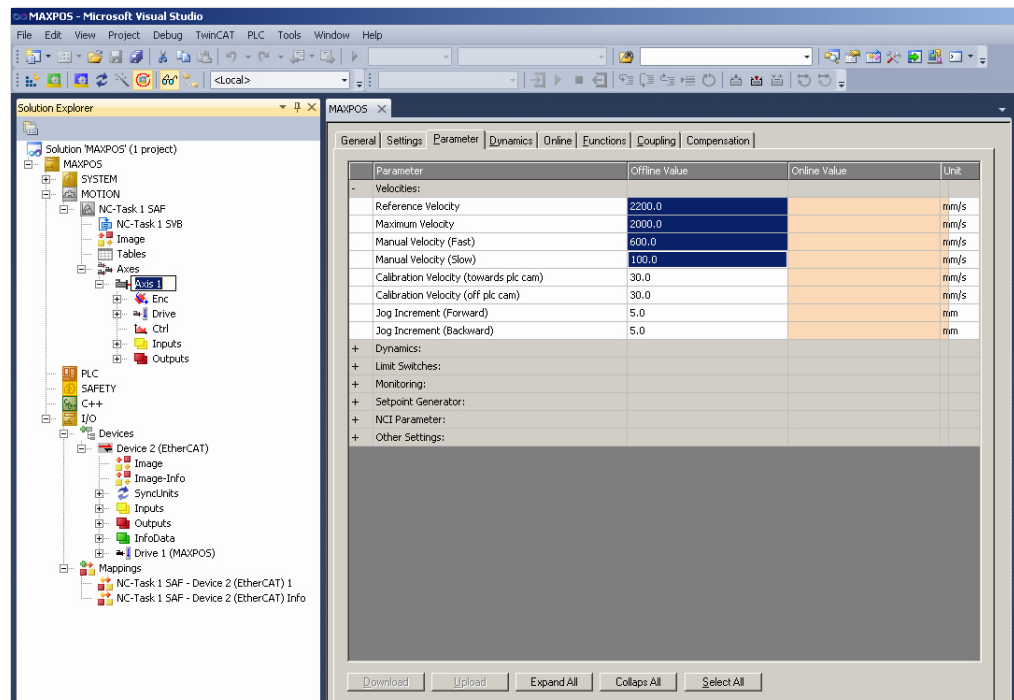 MAXPOS - Microsoft Visual Studio
File Edit View Project Debug TwinCAT PLC Tools Window Help
<Local>
Solution Explorer
Solution 'MAXPOS' (1 project)
MAXPOS
SYSTEM
MOTION
NC-Task 1 SAF
NC-Task 1 SVB
Image
Tables
Axes
Axis 1
Enc
Drive
Ctrl
Inputs
Outputs
PLC
SAFETY
C++
I/O
Devices
Device 2 (EtherCAT)
Image
Image-Info
SyncUnits
Inputs
Outputs
InfoData
Drive 1 (MAXPOS)
Mappings
NC-Task 1 SAF - Device 2 (EtherCAT) 1
NC-Task 1 SAF - Device 2 (EtherCAT) Info
MAXPOS
General Settings Parameter Dynamics Online Functions Coupling Compensation
Parameter Offline Value Online Value Unit
- Velocities:
Reference Velocity 2200.0 mm/s
Maximum Velocity 2000.0 mm/s
Manual Velocity (Fast) 600.0 mm/s
Manual Velocity (Slow) 100.0 mm/s
Calibration Velocity (towards plc cam) 30.0 mm/s
Calibration Velocity (off plc cam) 30.0 mm/s
Jog Increment (Forward) 5.0 mm
Jog Increment (Backward) 5.0 mm
+ Dynamics:
+ Limit Switches:
+ Monitoring:
+ Setpoint Generator:
+ NCI Parameter:
+ Other Settings:
Download Upload Expand All Collaps All Select All